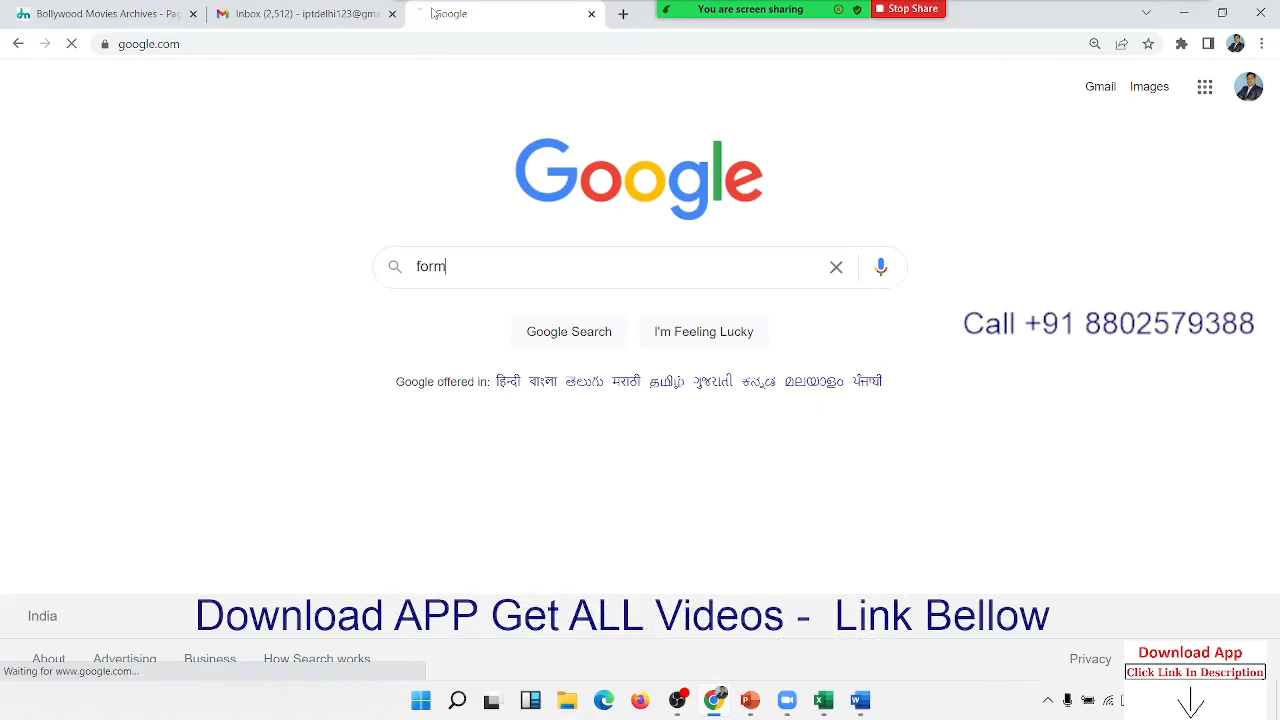 Bollywood Movies And TV Series
Inbox (2,512) - iptdelhi123@gm
Google
You are screen sharing
Stop Share
google.com
Gmail Images
Google
form
Google Search I'm Feeling Lucky
Call +91 8802579388
Google offered in: हिन्दी বাংলা తెలుగు मराठी தமிழ் ગુજરાતી ಕನ್ನಡ മലയാളം ਪੰਜਾਬੀ
India
Download APP Get ALL Videos - Link Bellow
About Advertising Business How Search works
Privacy
Waiting for www.google.com...
Download App
Click Link In Description